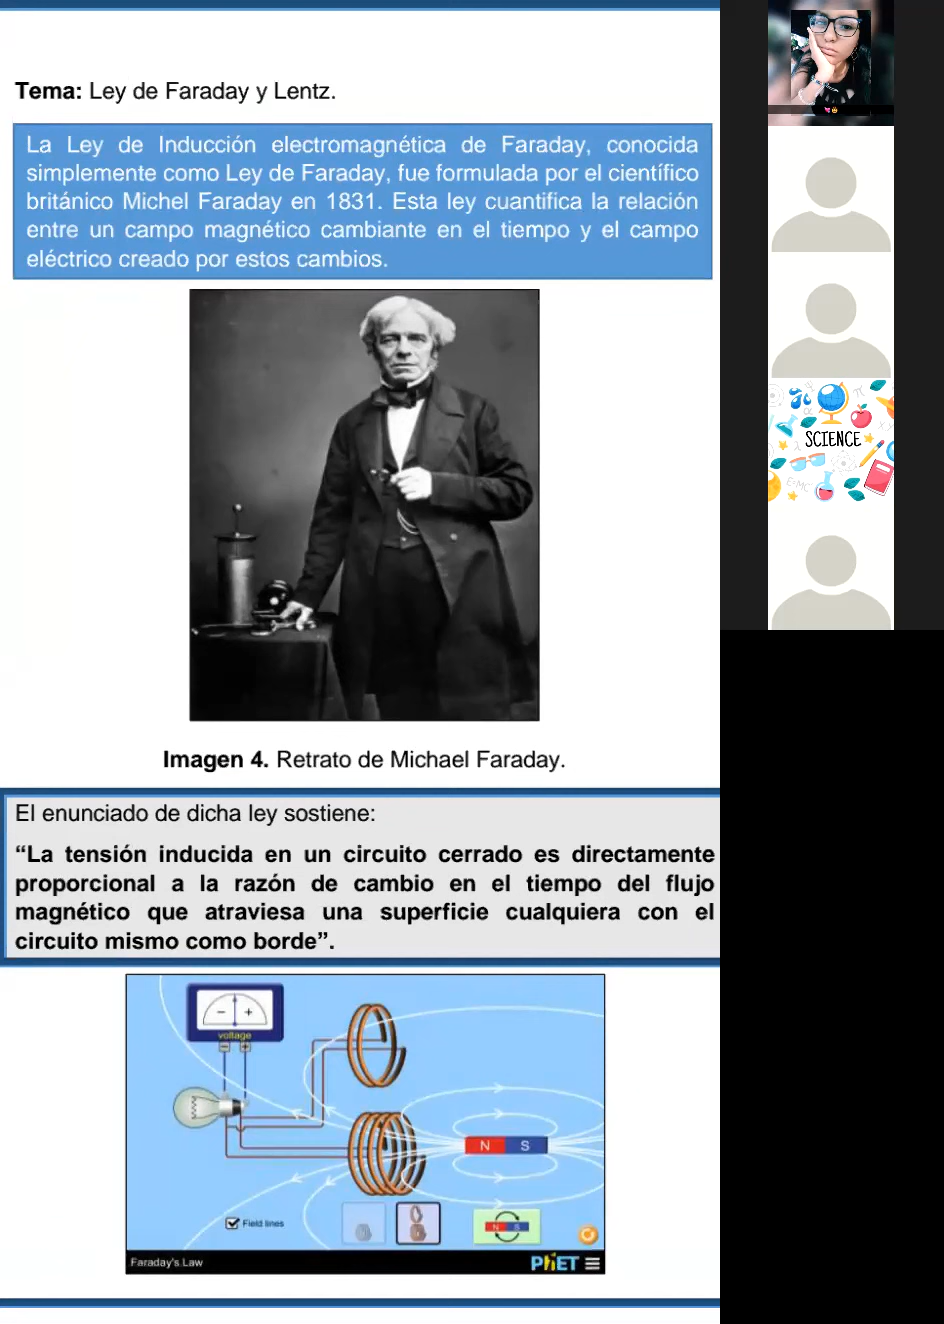 Tema: Ley de Faraday y Lentz.
La Ley de Inducción electromagnética de Faraday, conocida
simplemente como Ley de Faraday, fue formulada por el científico
británico Michel Faraday en 1831. Esta ley cuantifica la relación
entre un campo magnético cambiante en el tiempo y el campo
eléctrico creado por estos cambios.
Imagen 4. Retrato de Michael Faraday.
El enunciado de dicha ley sostiene:
“La tensión inducida en un circuito cerrado es directamente
proporcional a la razón de cambio en el tiempo del flujo
magnético que atraviesa una superficie cualquiera con el
circuito mismo como borde”.
− +
voltage
− +
N S
Field lines
N S
Faraday's Law
PhET
SCIENCE
E=MC²